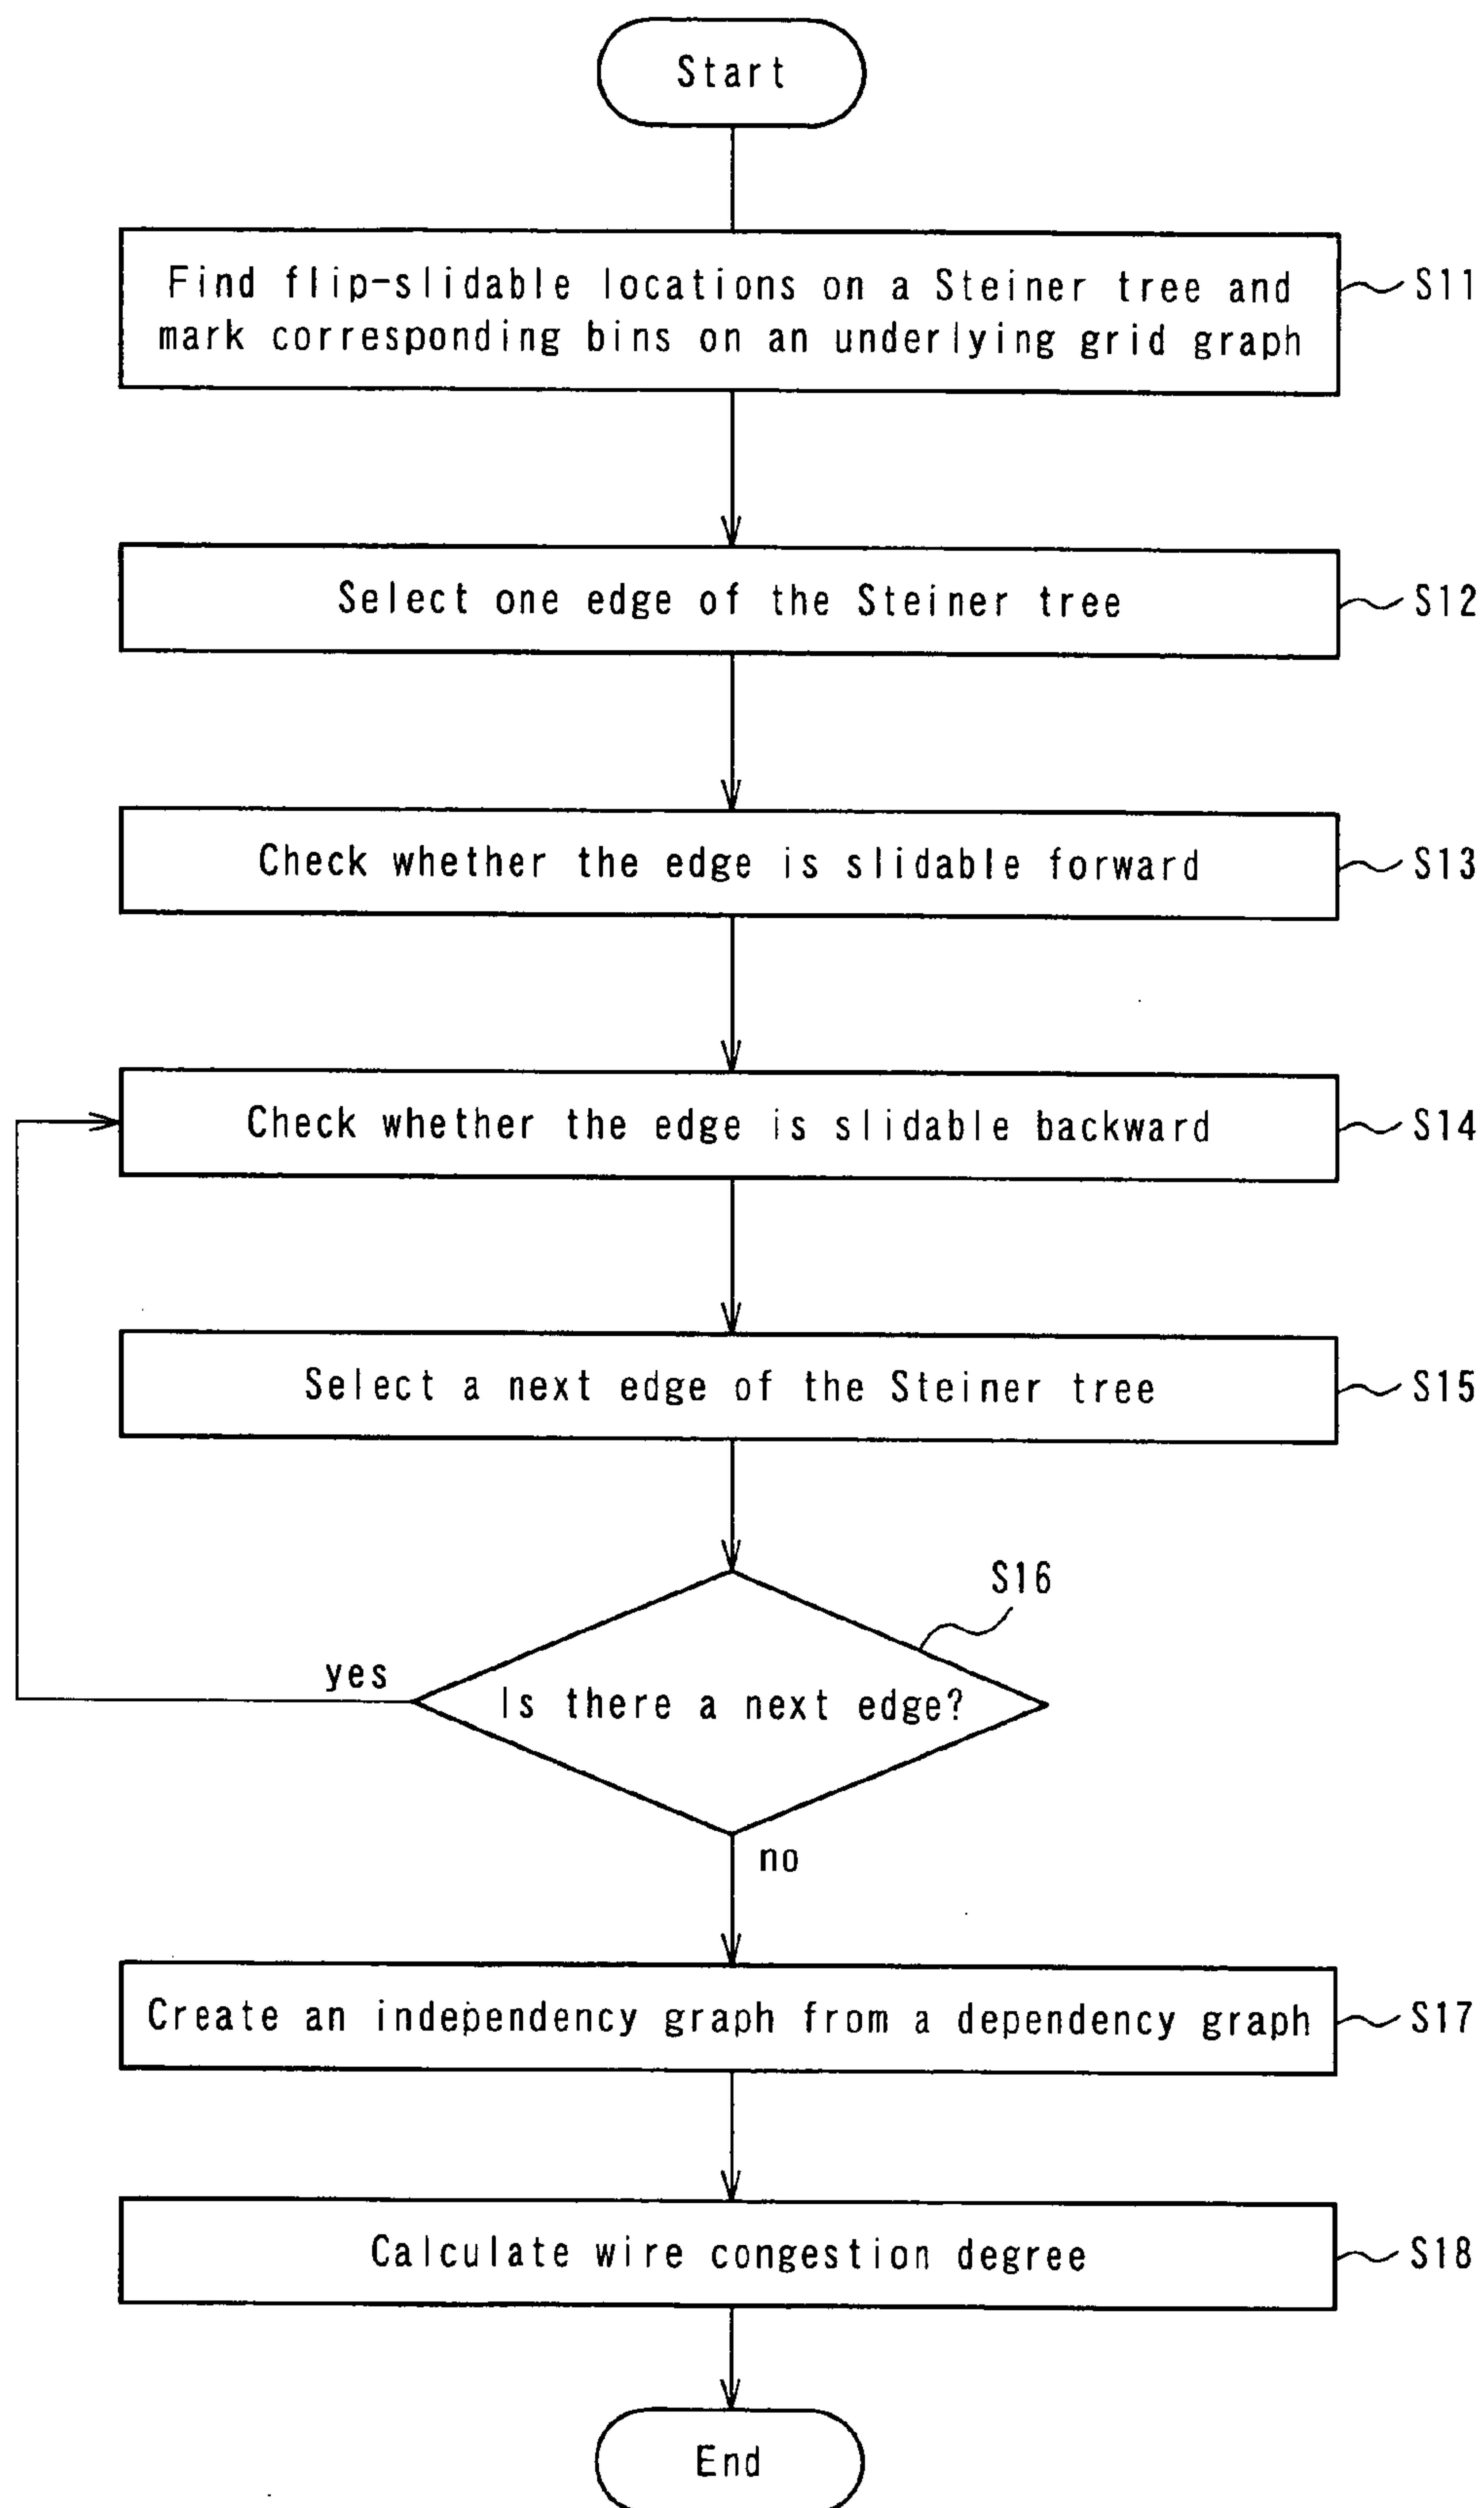 Start
Find flip-slidable locations on a Steiner tree and
mark corresponding bins on an underlying grid graph
S11
Select one edge of the Steiner tree
S12
Check whether the edge is slidable forward
S13
Check whether the edge is slidable backward
S14
Select a next edge of the Steiner tree
S15
S16
yes
Is there a next edge?
no
Create an independency graph from a dependency graph
S17
Calculate wire congestion degree
S18
End